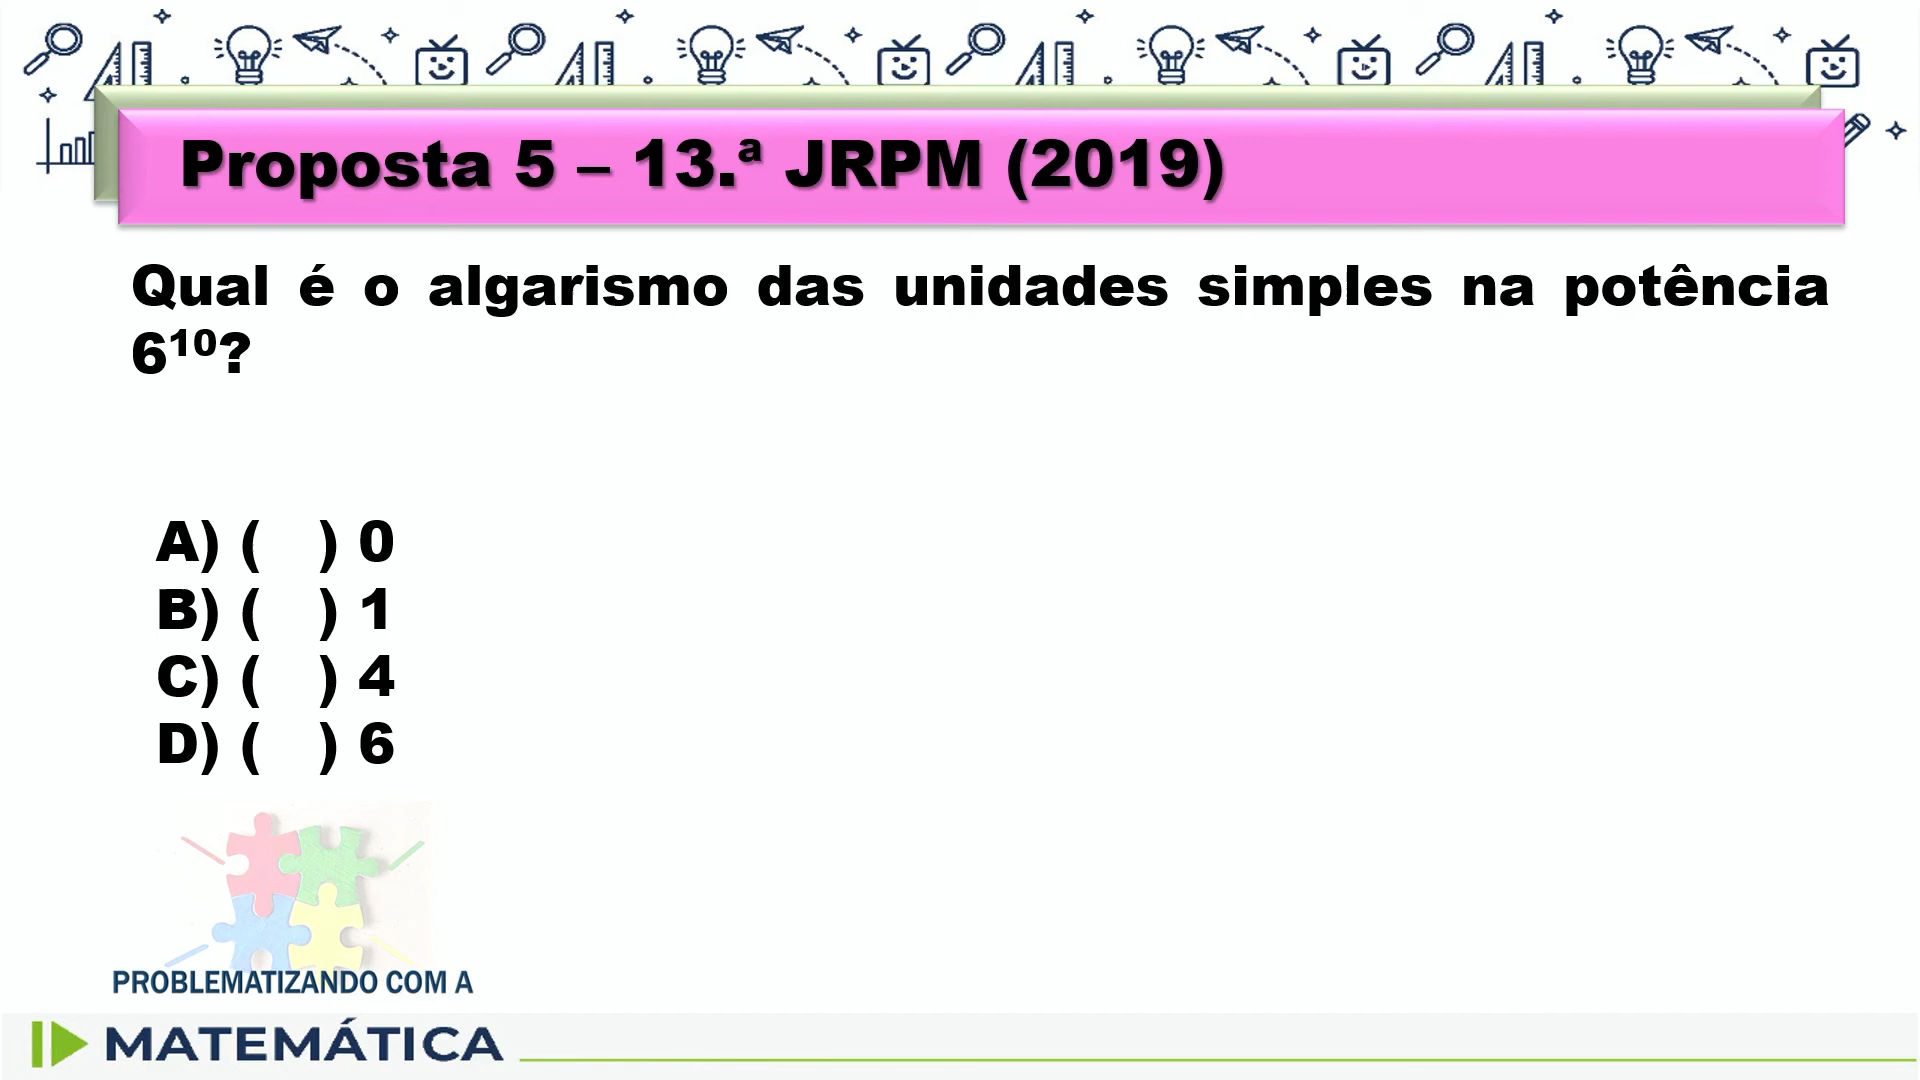 Proposta 5 – 13.ª JRPM (2019)
Qual é o algarismo das unidades simples na potência
6¹⁰?
A) ( ) 0
B) ( ) 1
C) ( ) 4
D) ( ) 6
PROBLEMATIZANDO COM A
MATEMÁTICA